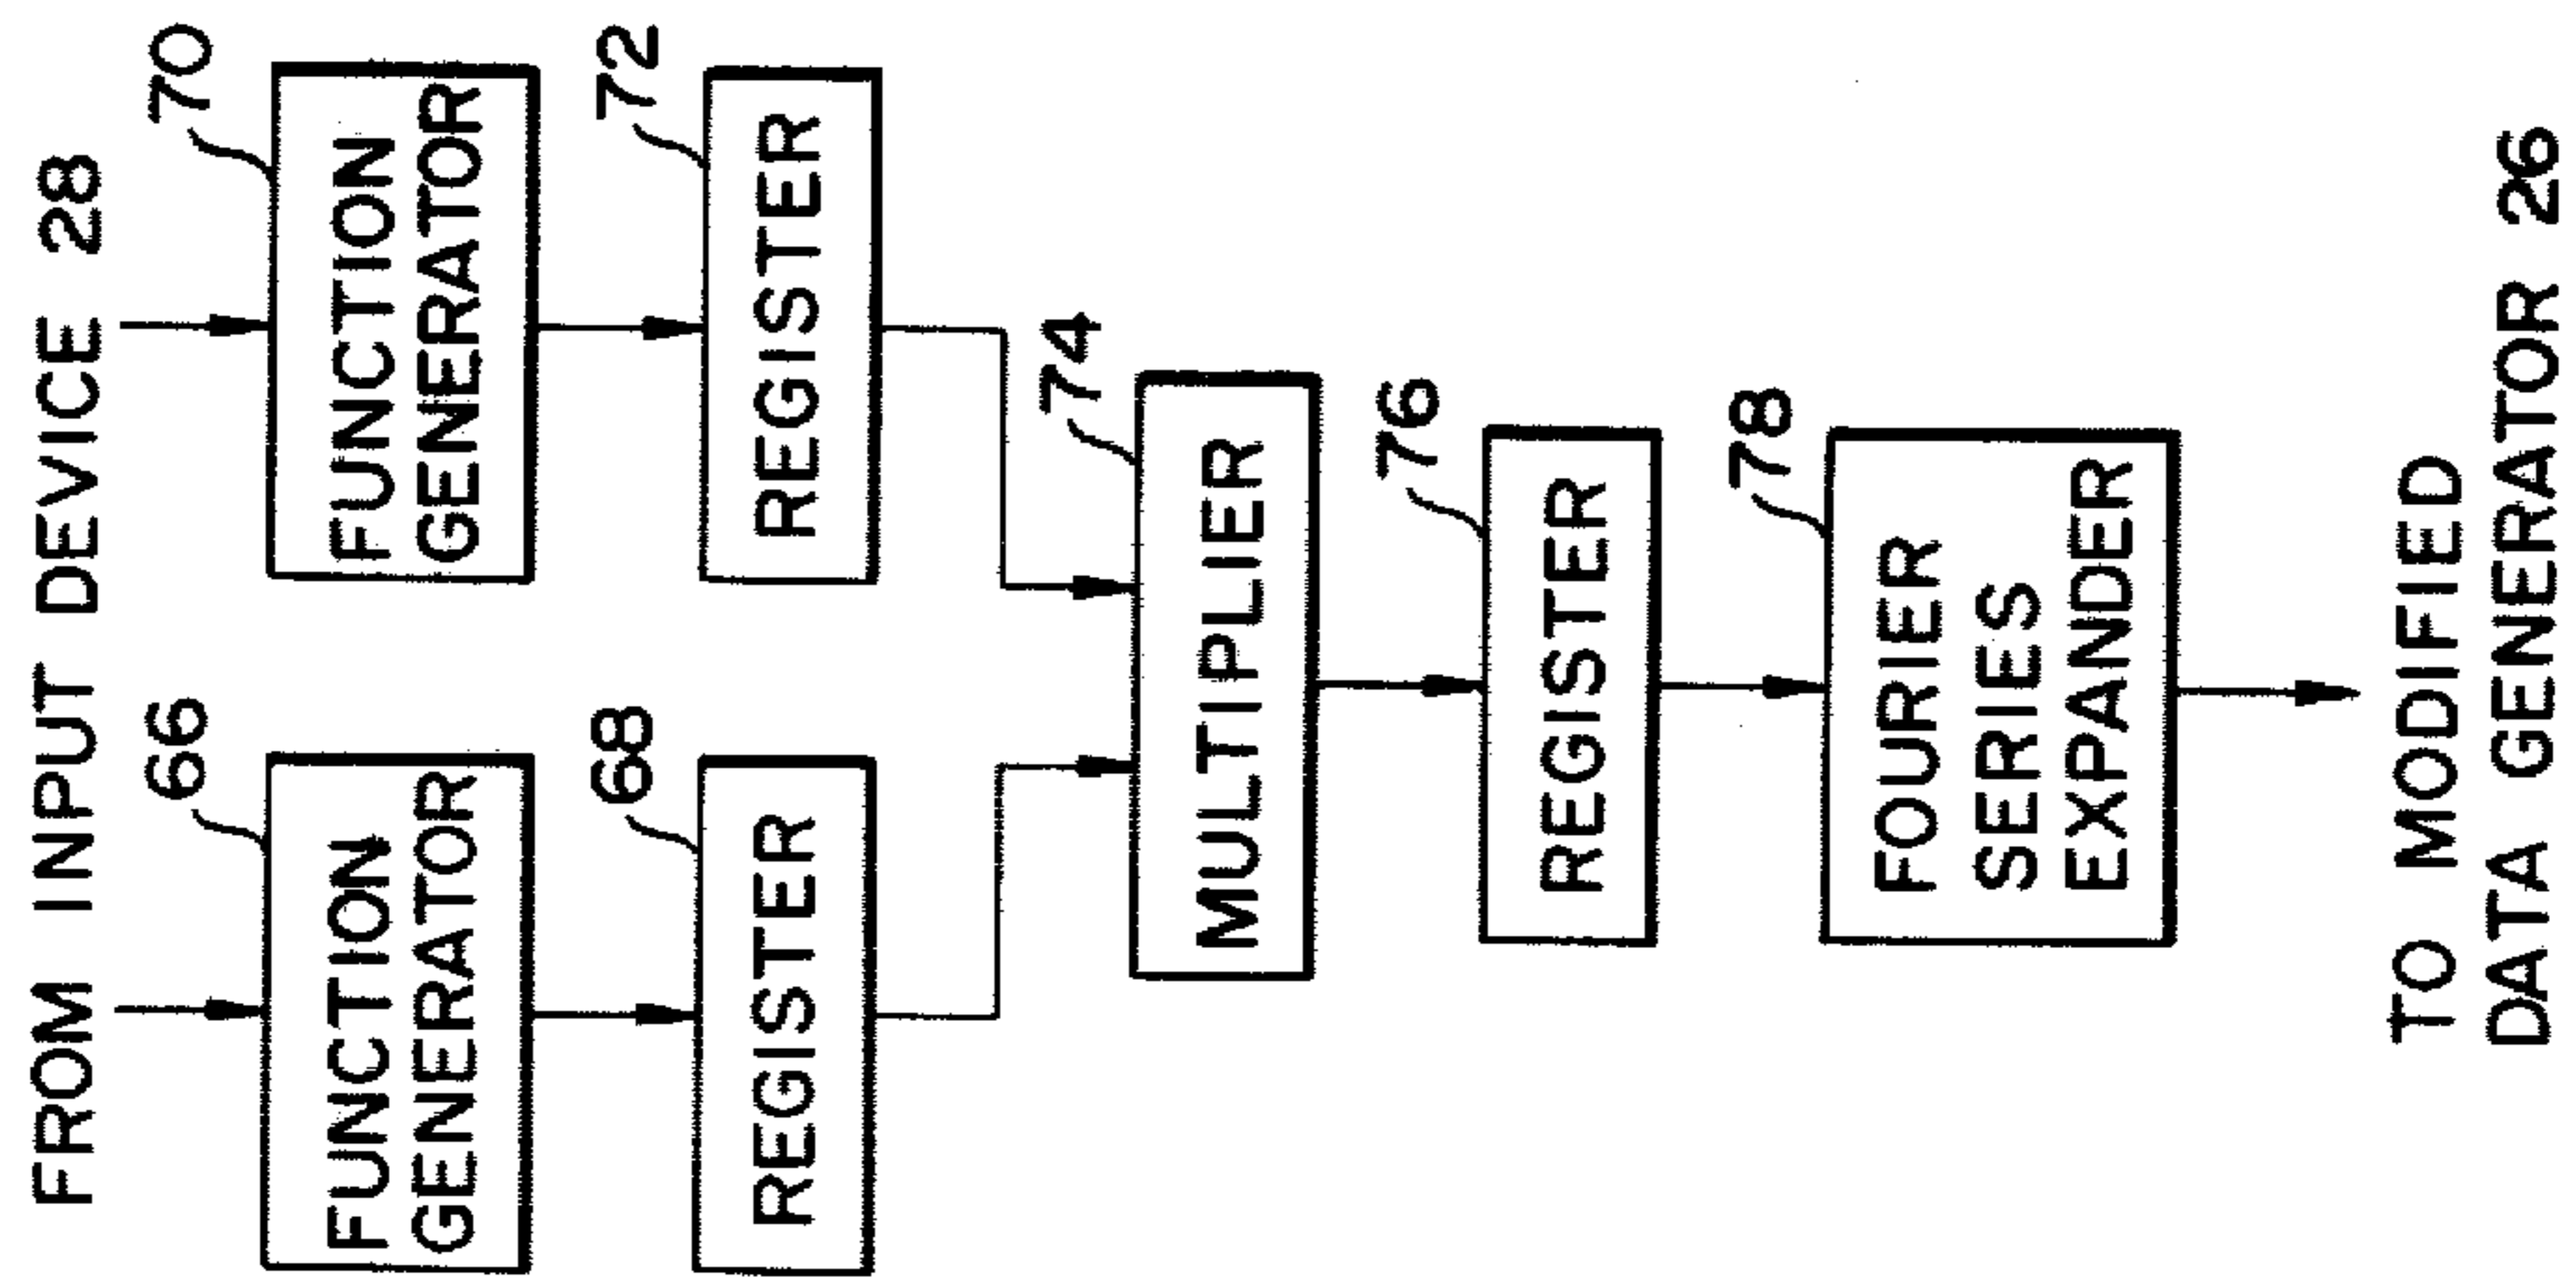 FROM INPUT DEVICE 28
66
FUNCTION
GENERATOR
70
FUNCTION
GENERATOR
68
REGISTER
72
REGISTER
74
MULTIPLIER
76
REGISTER
78
FOURIER
SERIES
EXPANDER
TO MODIFIED
DATA GENERATOR 26